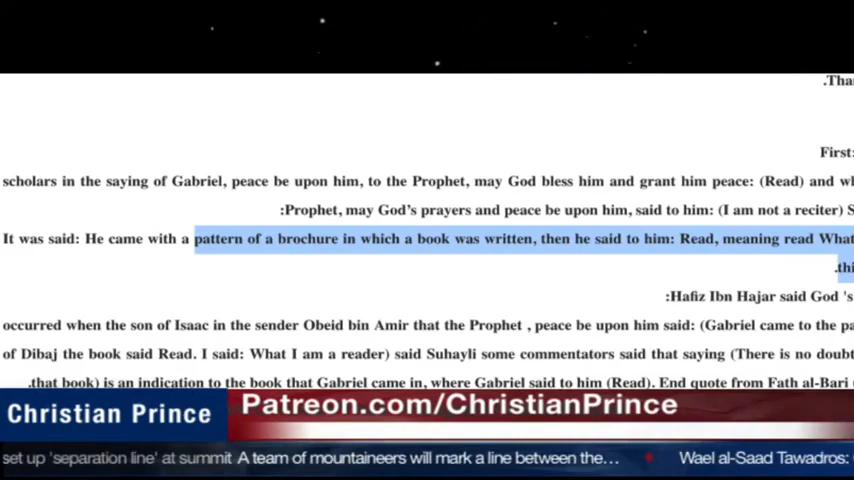 .Tha
First:
scholars in the saying of Gabriel, peace be upon him, to the Prophet, may God bless him and grant him peace: (Read) and wh
:Prophet, may God's prayers and peace be upon him, said to him: (I am not a reciter) S
It was said: He came with a pattern of a brochure in which a book was written, then he said to him: Read, meaning read What
.thi
:Hafiz Ibn Hajar said God 's
occurred when the son of Isaac in the sender Obeid bin Amir that the Prophet , peace be upon him said: (Gabriel came to the pa
of Dibaj the book said Read. I said: What I am a reader) said Suhayli some commentators said that saying (There is no doubt
.that book) is an indication to the book that Gabriel came in, where Gabriel said to him (Read). End quote from Fath al-Bari (
Christian Prince
Patreon.com/ChristianPrince
set up 'separation line' at summit A team of mountaineers will mark a line between the... Wael al-Saad Tawadros: